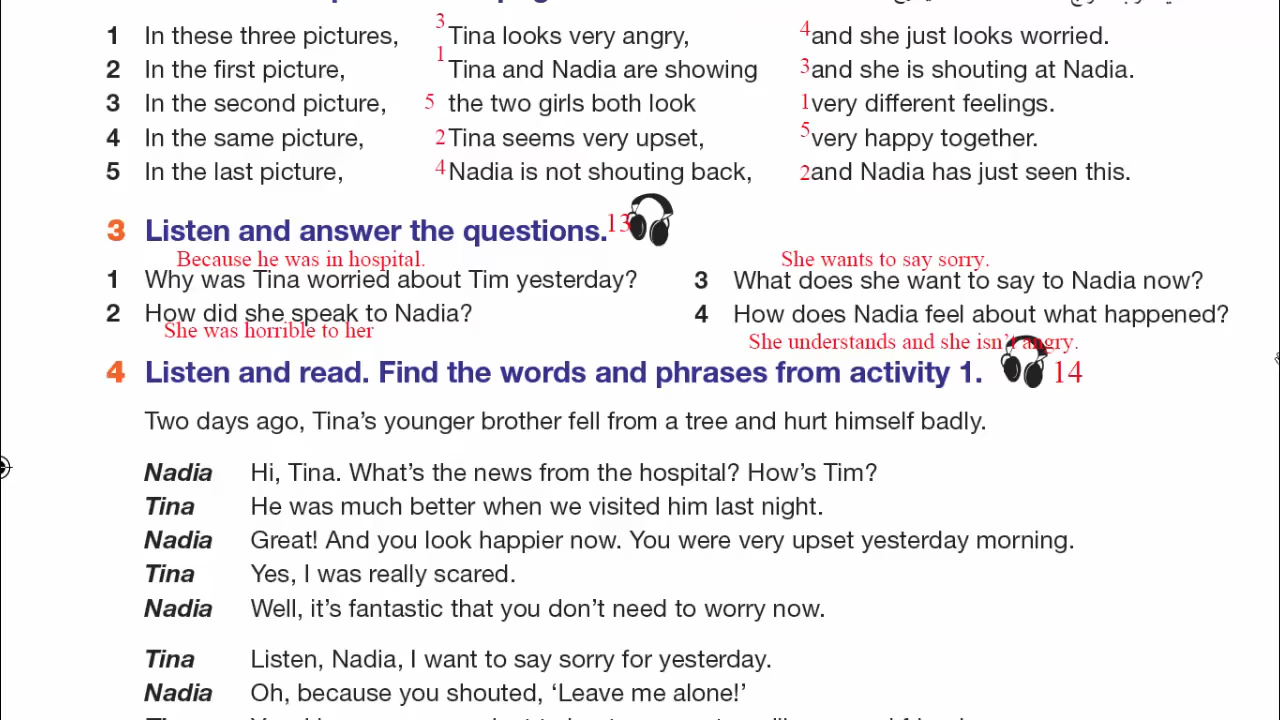 1 In these three pictures, 3 Tina looks very angry, 4 and she just looks worried.
2 In the first picture, 1 Tina and Nadia are showing 3 and she is shouting at Nadia.
3 In the second picture, 5 the two girls both look 1 very different feelings.
4 In the same picture, 2 Tina seems very upset, 5 very happy together.
5 In the last picture, 4 Nadia is not shouting back, 2 and Nadia has just seen this.
3 Listen and answer the questions. 13
Because he was in hospital.
1 Why was Tina worried about Tim yesterday?
2 How did she speak to Nadia?
She was horrible to her
She wants to say sorry.
3 What does she want to say to Nadia now?
4 How does Nadia feel about what happened?
She understands and she isn't angry.
4 Listen and read. Find the words and phrases from activity 1. 14
Two days ago, Tina's younger brother fell from a tree and hurt himself badly.
Nadia Hi, Tina. What's the news from the hospital? How's Tim?
Tina He was much better when we visited him last night.
Nadia Great! And you look happier now. You were very upset yesterday morning.
Tina Yes, I was really scared.
Nadia Well, it's fantastic that you don't need to worry now.
Tina Listen, Nadia, I want to say sorry for yesterday.
Nadia Oh, because you shouted, 'Leave me alone!'